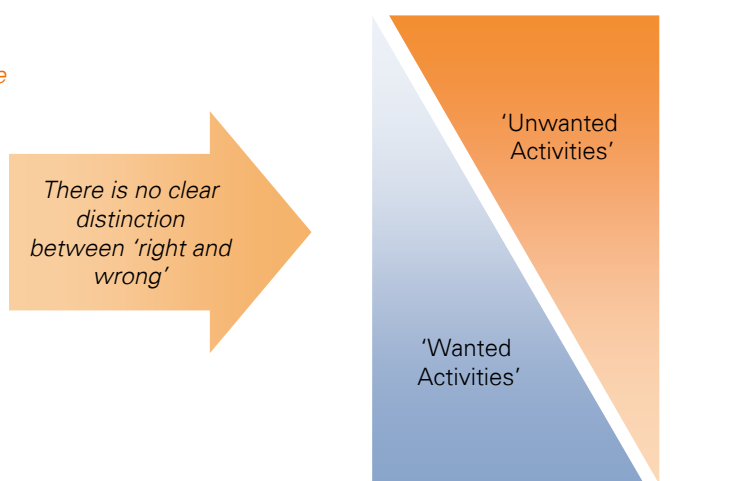 e
There is no clear
distinction
between ‘right and
wrong’
‘Unwanted
Activities’
‘Wanted
Activities’